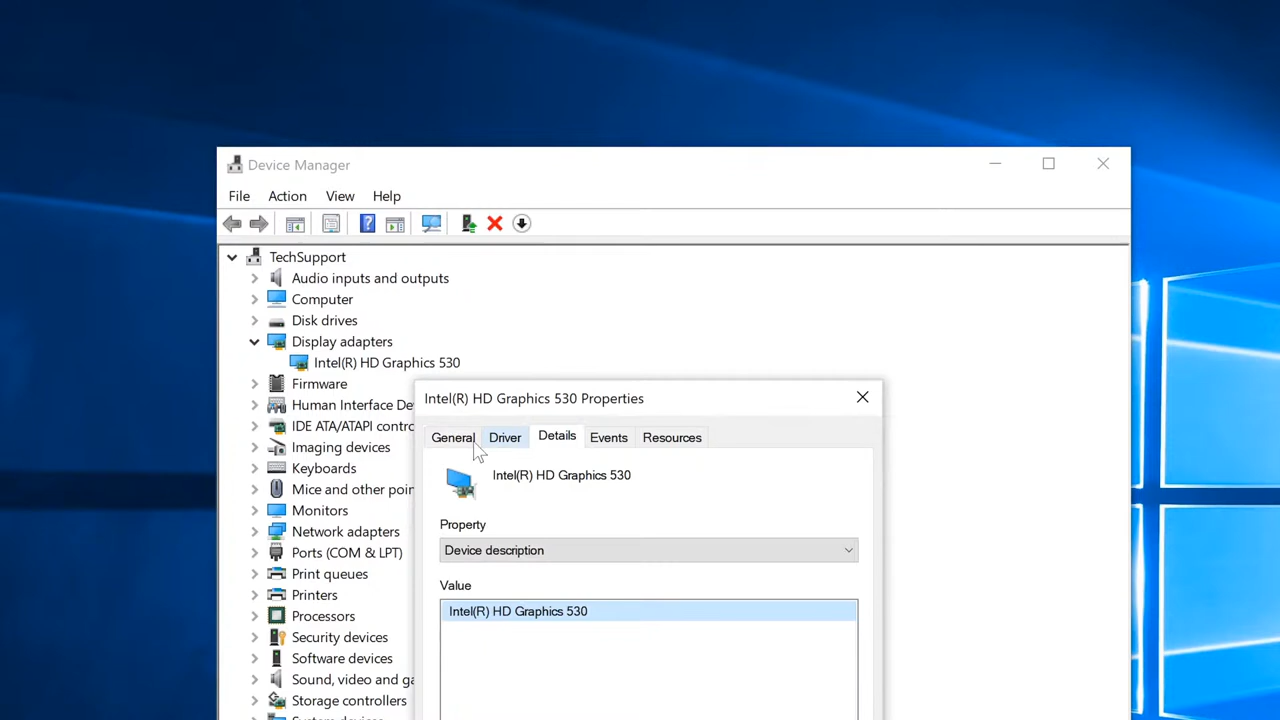 Device Manager
File Action View Help
TechSupport
Audio inputs and outputs
Computer
Disk drives
Display adapters
Intel(R) HD Graphics 530
Firmware
Human Interface De
IDE ATA/ATAPI contro
Imaging devices
Keyboards
Mice and other poin
Monitors
Network adapters
Ports (COM & LPT)
Print queues
Printers
Processors
Security devices
Software devices
Sound, video and ga
Storage controllers
Intel(R) HD Graphics 530 Properties
General Driver Details Events Resources
Intel(R) HD Graphics 530
Property
Device description
Value
Intel(R) HD Graphics 530